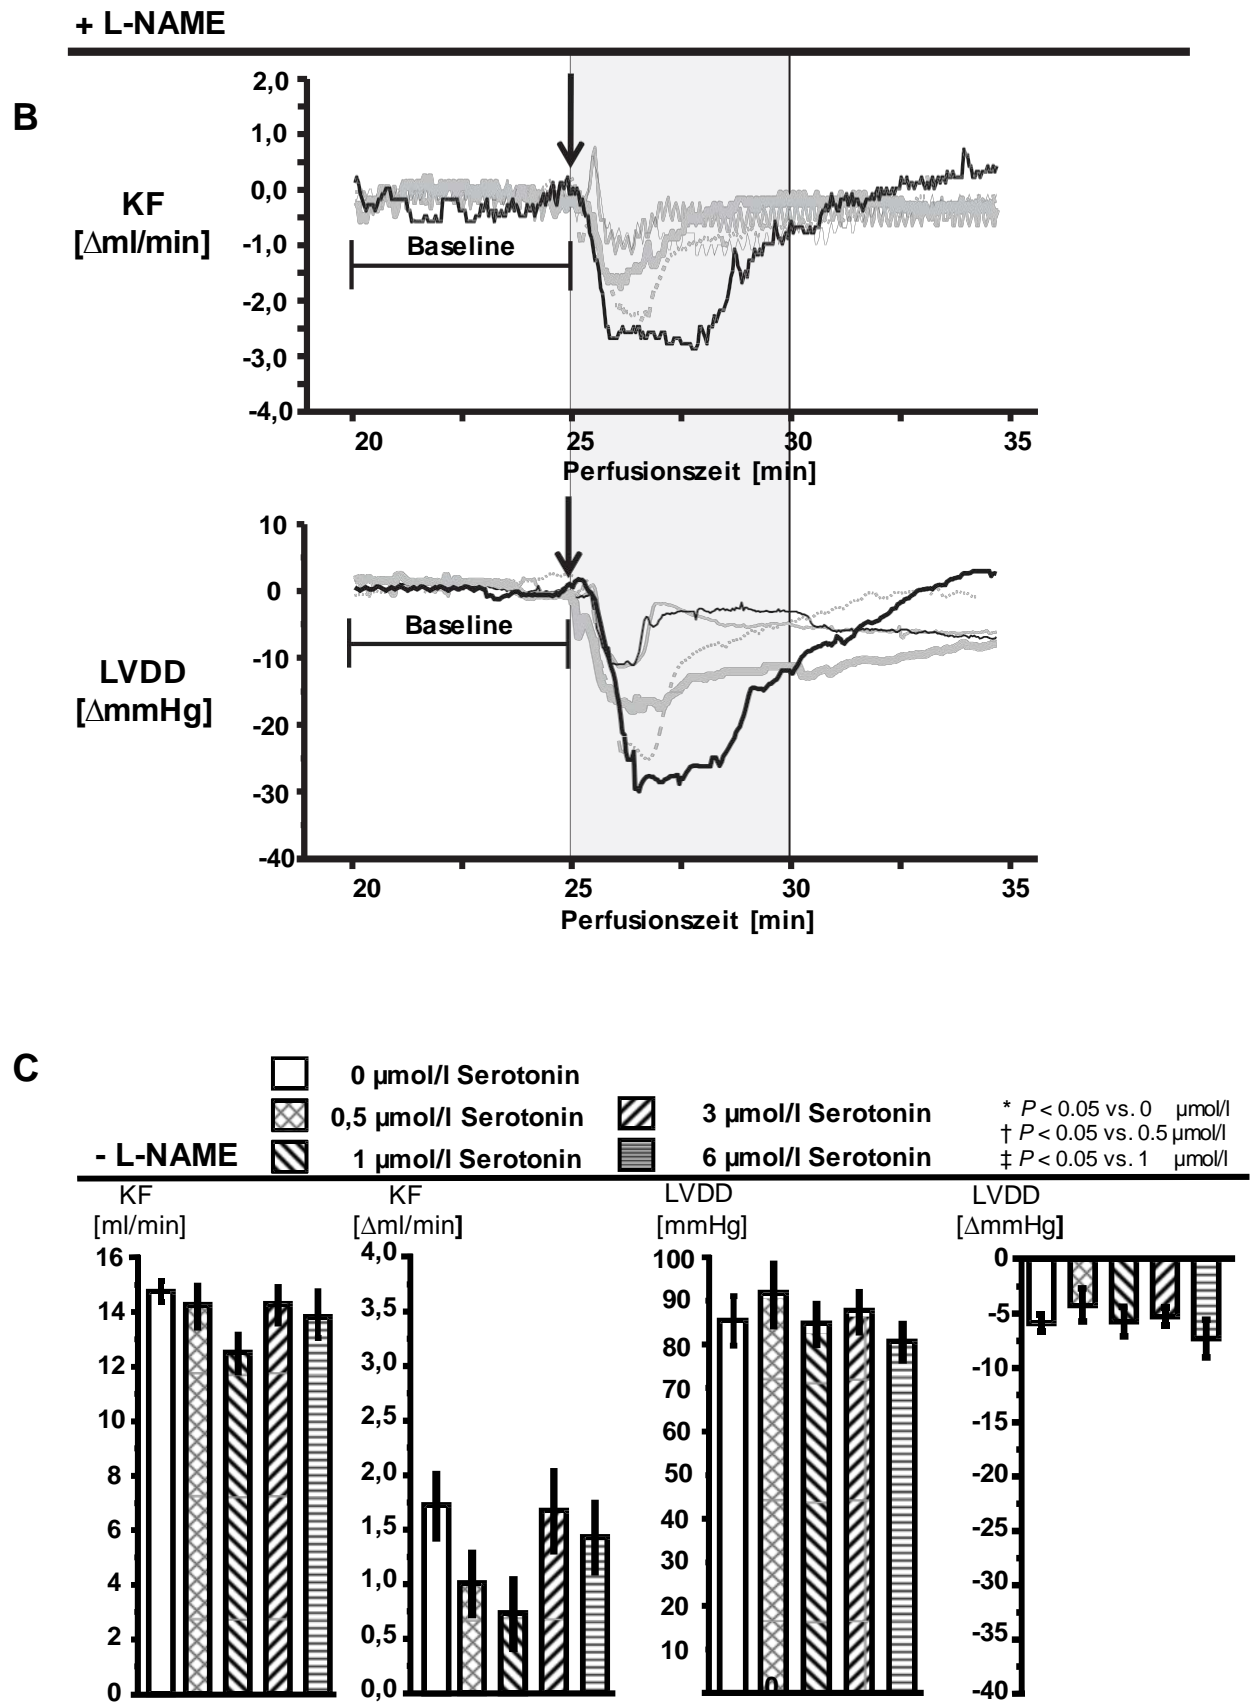 + L-NAME
B
KF
[Δml/min]
2,0
1,0
0,0
-1,0
-2,0
-3,0
-4,0
Baseline
20 25 30 35
Perfusionszeit [min]
LVDD
[ΔmmHg]
10
0
-10
-20
-30
-40
Baseline
20 25 30 35
Perfusionszeit [min]
C
0 µmol/l Serotonin
0,5 µmol/l Serotonin
1 µmol/l Serotonin
3 µmol/l Serotonin
6 µmol/l Serotonin
* P < 0.05 vs. 0 µmol/l
† P < 0.05 vs. 0.5 µmol/l
‡ P < 0.05 vs. 1 µmol/l
- L-NAME
KF
[ml/min]
16
14
12
10
8
6
4
2
0
KF
[Δml/min]
4,0
3,5
3,0
2,5
2,0
1,5
1,0
0,5
0,0
LVDD
[mmHg]
100
90
80
70
60
50
40
30
20
10
0
LVDD
[ΔmmHg]
0
-5
-10
-15
-20
-25
-30
-35
-40